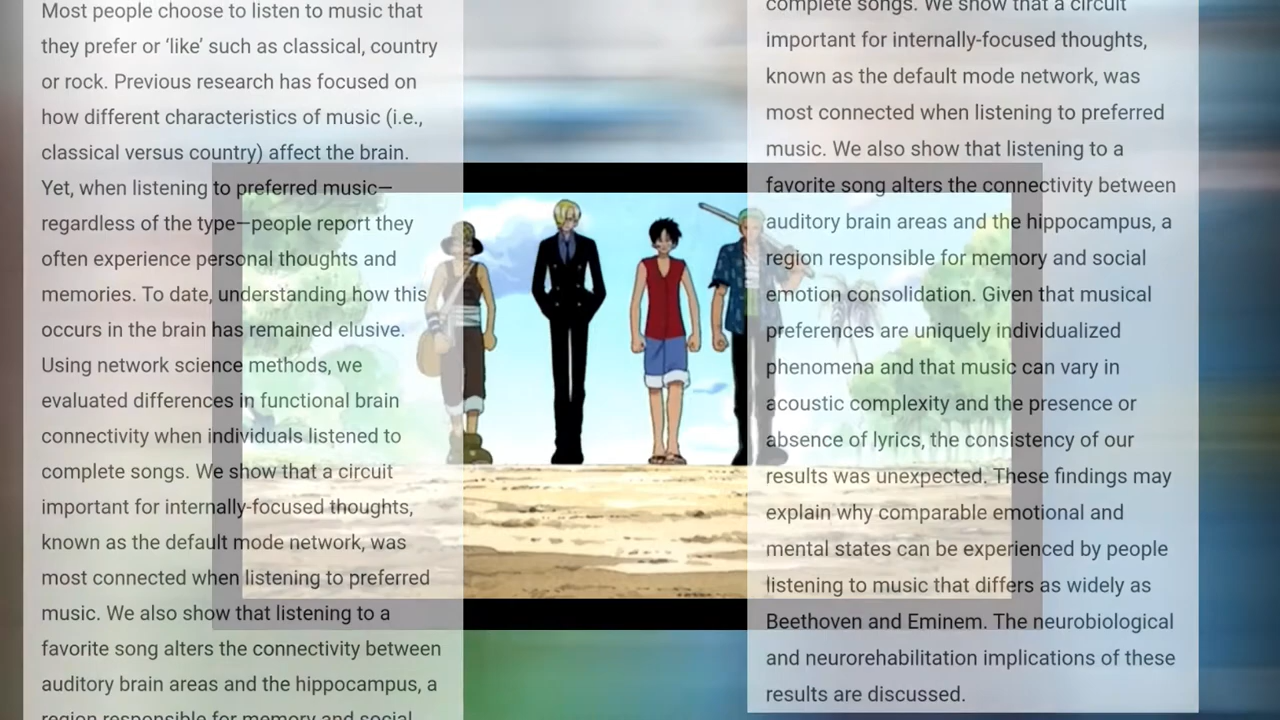 Most people choose to listen to music that
they prefer or ‘like’ such as classical, country
or rock. Previous research has focused on
how different characteristics of music (i.e.,
classical versus country) affect the brain.
Yet, when listening to preferred music—
regardless of the type—people report they
often experience personal thoughts and
memories. To date, understanding how this
occurs in the brain has remained elusive.
Using network science methods, we
evaluated differences in functional brain
connectivity when individuals listened to
complete songs. We show that a circuit
important for internally-focused thoughts,
known as the default mode network, was
most connected when listening to preferred
music. We also show that listening to a
favorite song alters the connectivity between
auditory brain areas and the hippocampus, a
region responsible for memory and social
complete songs. We show that a circuit
important for internally-focused thoughts,
known as the default mode network, was
most connected when listening to preferred
music. We also show that listening to a
favorite song alters the connectivity between
auditory brain areas and the hippocampus, a
region responsible for memory and social
emotion consolidation. Given that musical
preferences are uniquely individualized
phenomena and that music can vary in
acoustic complexity and the presence or
absence of lyrics, the consistency of our
results was unexpected. These findings may
explain why comparable emotional and
mental states can be experienced by people
listening to music that differs as widely as
Beethoven and Eminem. The neurobiological
and neurorehabilitation implications of these
results are discussed.